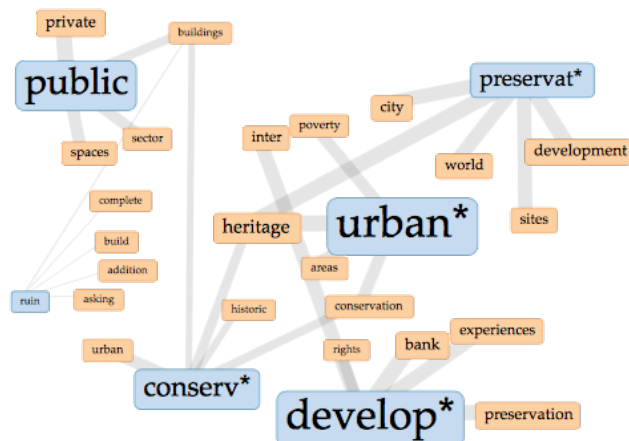 private
buildings
public
preservat*
city
poverty
inter
sector
development
spaces
world
complete
heritage
urban*
sites
build
addition
areas
ruin
asking
historic
conservation
experiences
urban
rights
bank
conserv*
develop*
preservation